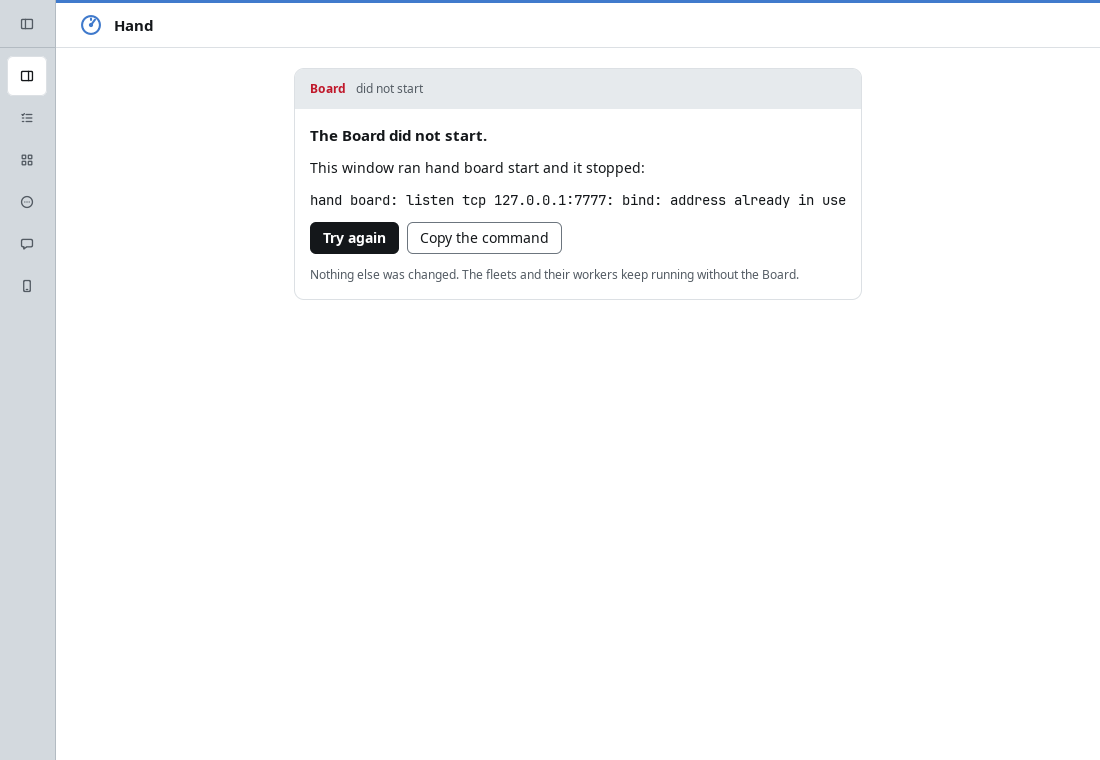 Hand
Board did not start
The Board did not start.
This window ran hand board start and it stopped:
hand board: listen tcp 127.0.0.1:7777: bind: address already in use
Try again Copy the command
Nothing else was changed. The fleets and their workers keep running without the Board.